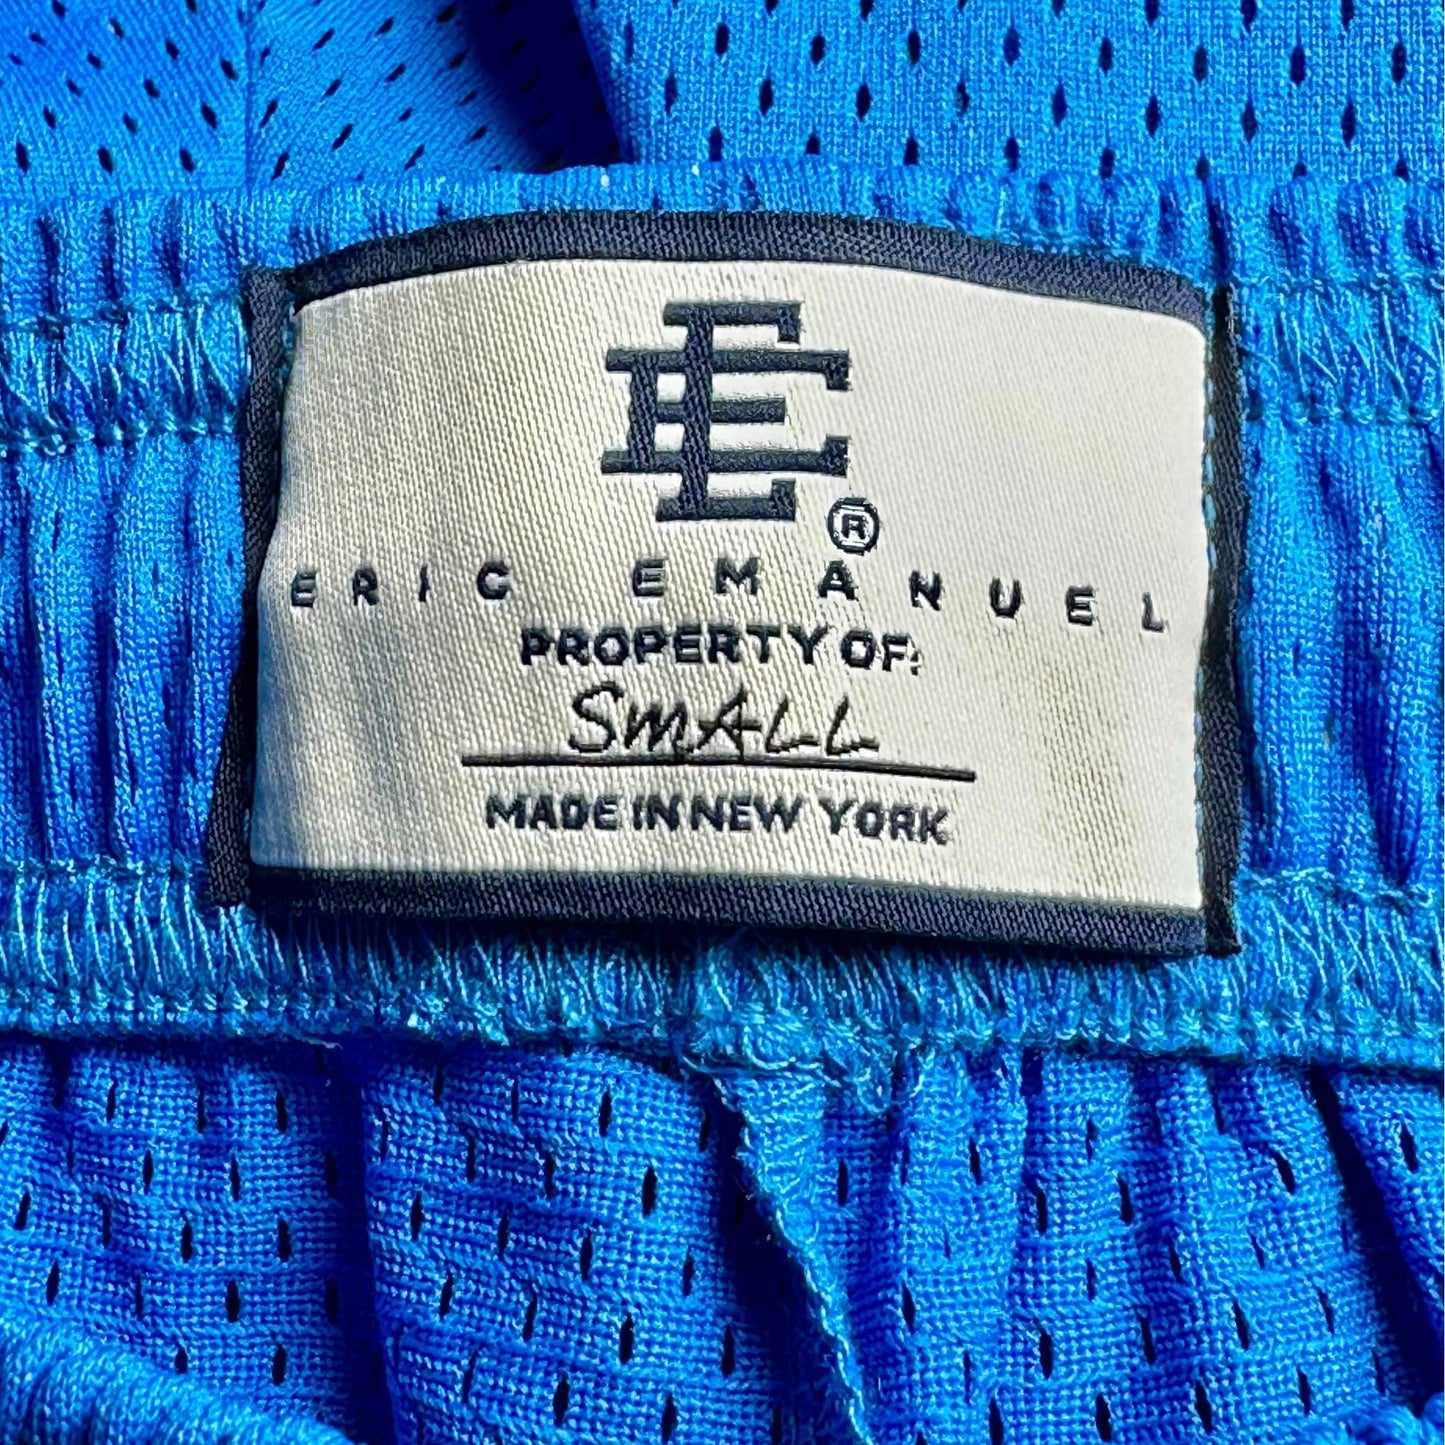 EE®
ERIC EMANUEL
PROPERTY OF:
SMALL
MADE IN NEW YORK